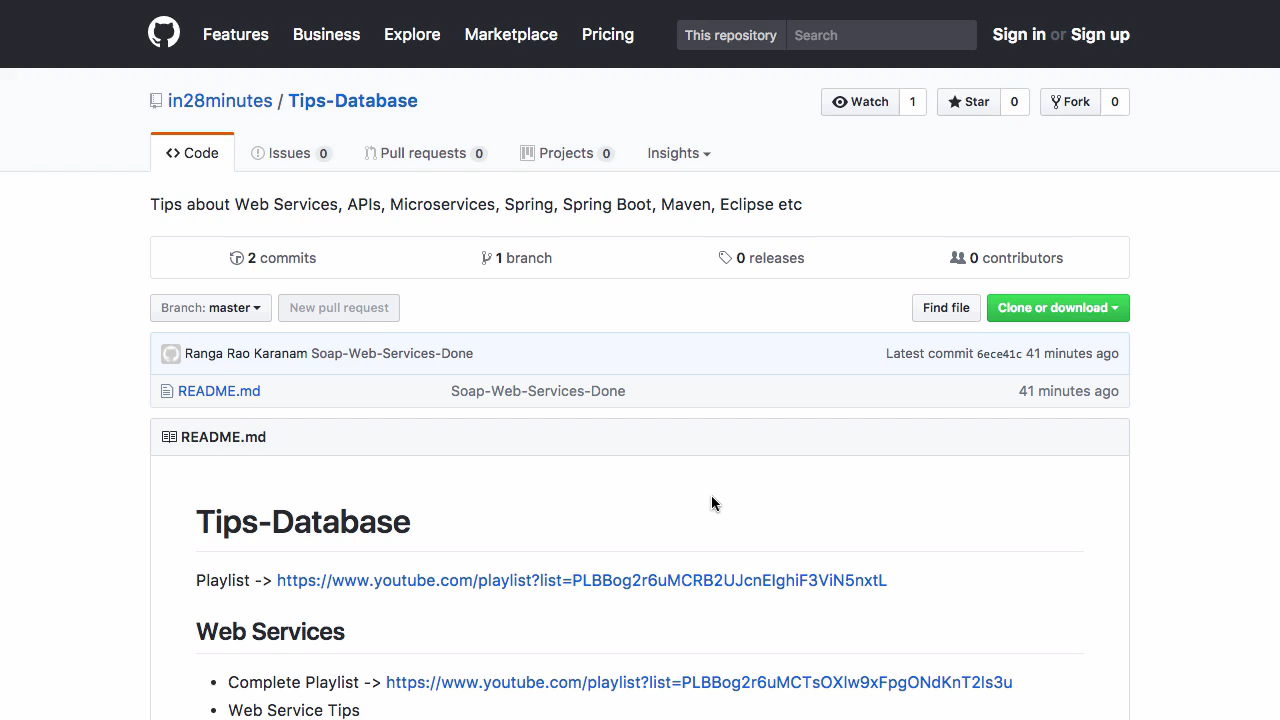 Features Business Explore Marketplace Pricing This repository Search Sign in or Sign up
in28minutes / Tips-Database Watch 1 Star 0 Fork 0
Code Issues 0 Pull requests 0 Projects 0 Insights
Tips about Web Services, APIs, Microservices, Spring, Spring Boot, Maven, Eclipse etc
2 commits 1 branch 0 releases 0 contributors
Branch: master New pull request Find file Clone or download
Ranga Rao Karanam Soap-Web-Services-Done Latest commit 6ece41c 41 minutes ago
README.md Soap-Web-Services-Done 41 minutes ago
README.md
Tips-Database
Playlist -> https://www.youtube.com/playlist?list=PLBBog2r6uMCRB2UJcnEIghiF3ViN5nxtL
Web Services
• Complete Playlist -> https://www.youtube.com/playlist?list=PLBBog2r6uMCTsOXlw9xFpgONdKnT2ls3u
• Web Service Tips